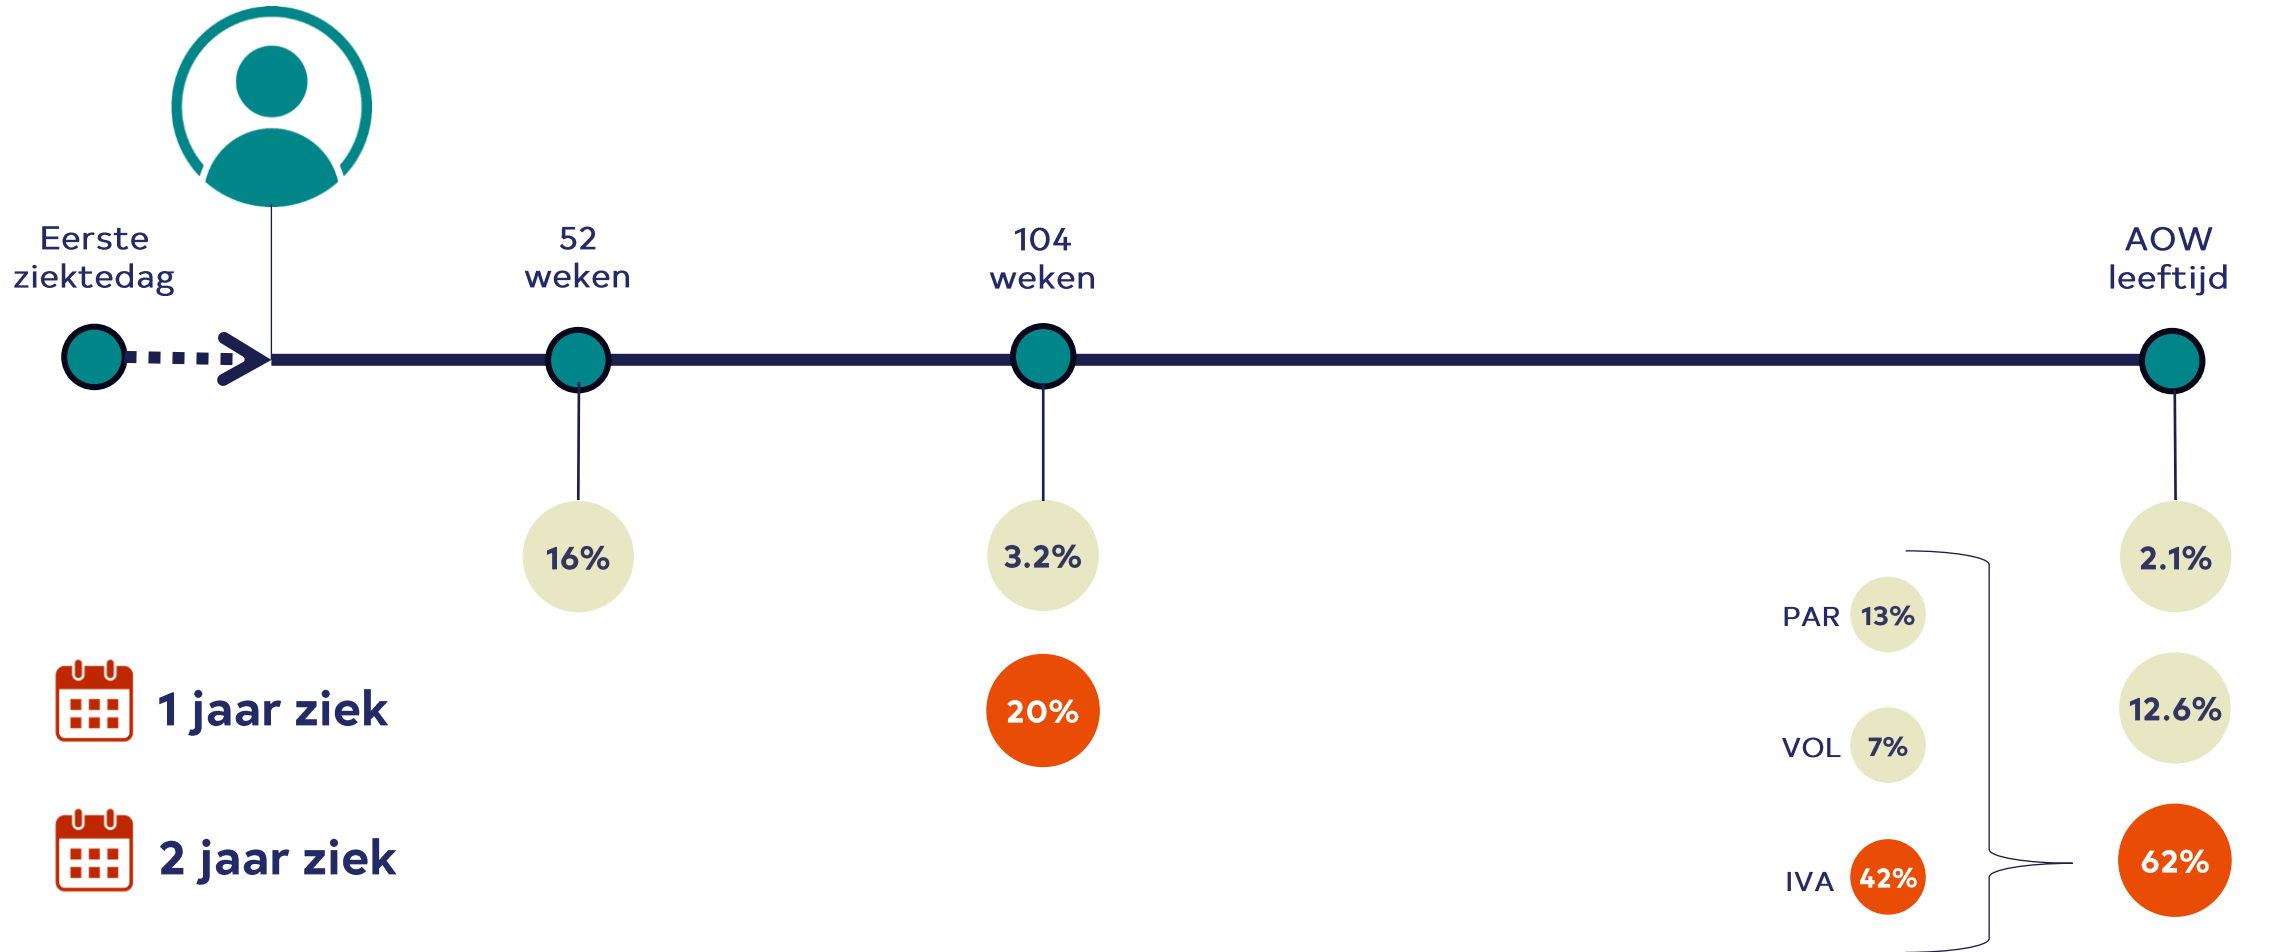 Eerste
ziektedag
52
weken
104
weken
AOW
leeftijd
16%
3.2%
2.1%
PAR 13%
1 jaar ziek
20%
12.6%
VOL 7%
2 jaar ziek
IVA 42%
62%